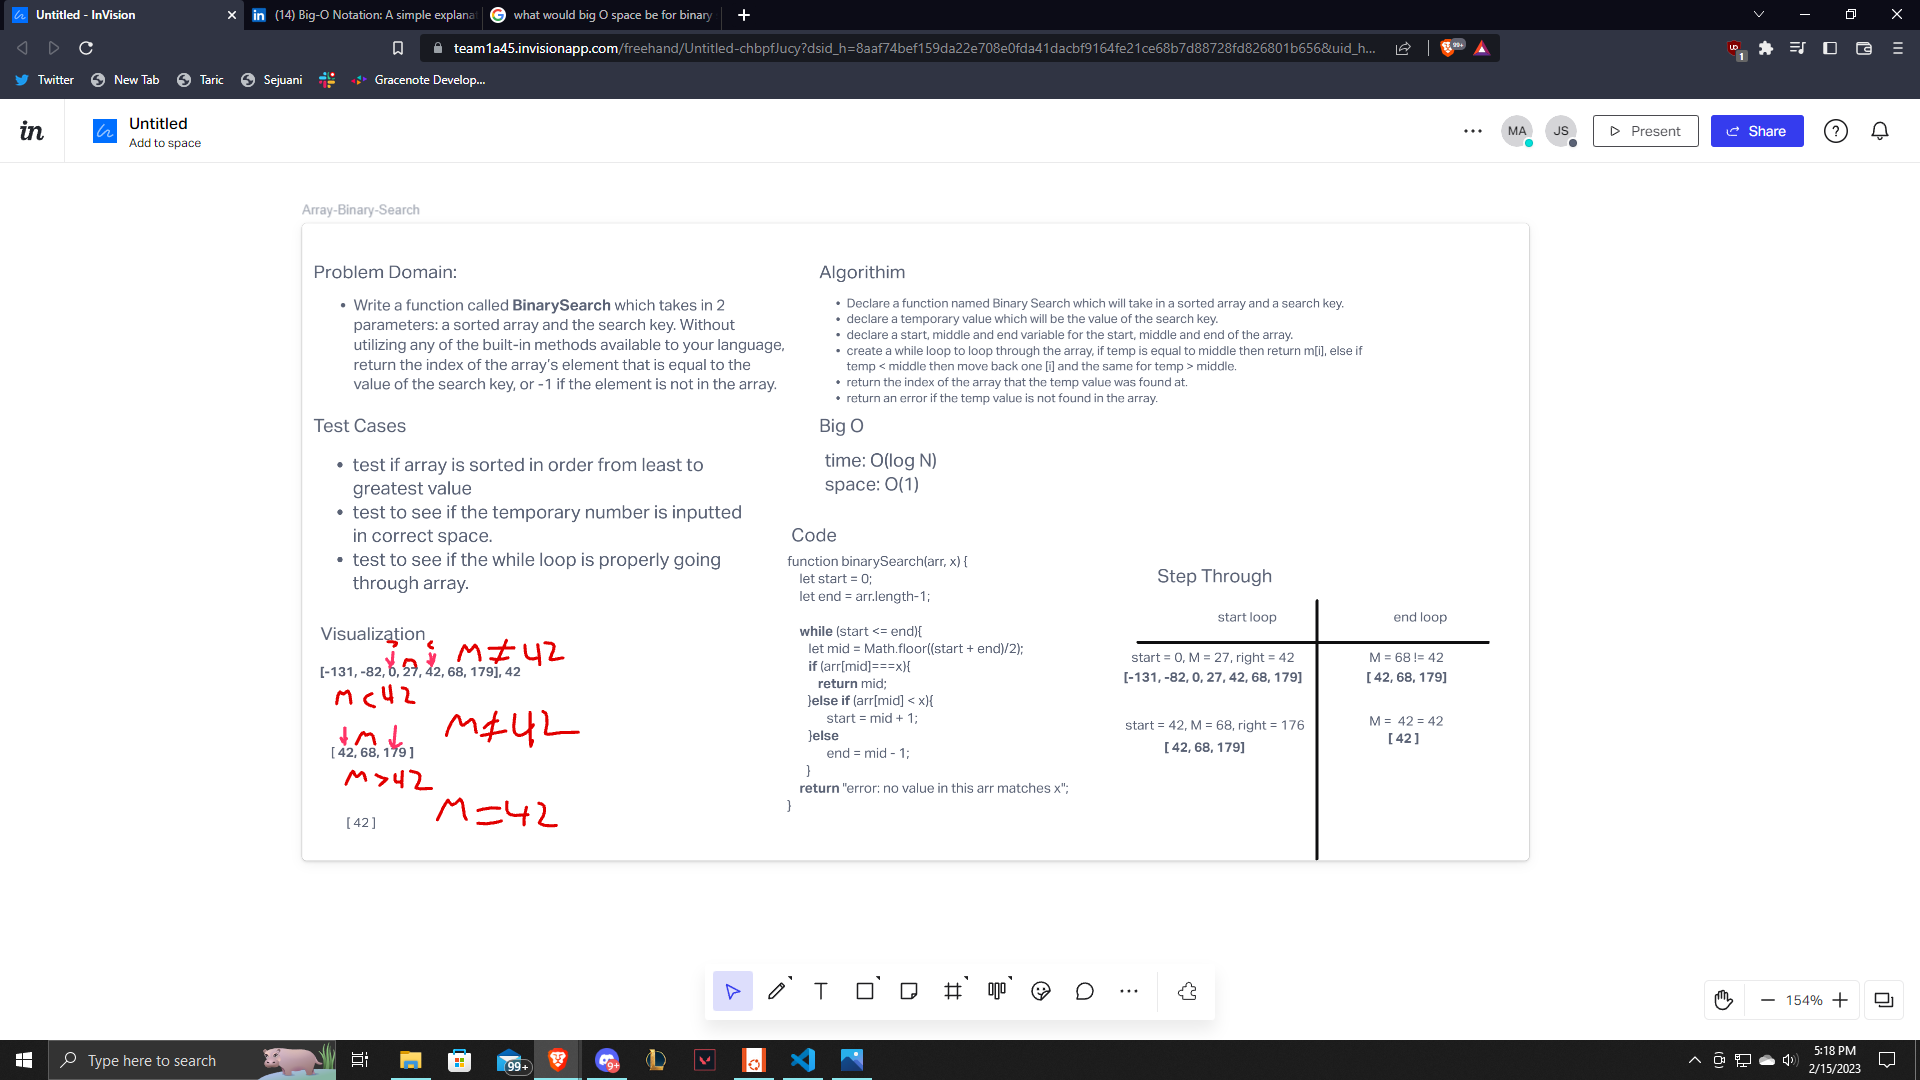 Untitled - InVision
(14) Big-O Notation: A simple explana
what would big O space be for binary
team1a45.invisionapp.com/freehand/Untitled-chbpfJucy?dsid_h=8aaf74bef159da22e708e0fda41dacbf9164fe21ce68b7d88728fd826801b656&uid_h...
99+
1
Twitter
New Tab
Taric
Sejuani
Gracenote Develop...
in
Untitled
Add to space
MA
JS
Present
Share
Array-Binary-Search
Problem Domain:
• Write a function called BinarySearch which takes in 2
parameters: a sorted array and the search key. Without
utilizing any of the built-in methods available to your language,
return the index of the array's element that is equal to the
value of the search key, or -1 if the element is not in the array.
Test Cases
• test if array is sorted in order from least to
greatest value
• test to see if the temporary number is inputted
in correct space.
• test to see if the while loop is properly going
through array.
Visualization
M ≠ 42
m
[-131, -82, 0, 27, 42, 68, 179], 42
M < 42
M ≠ 42
m
[ 42, 68, 179 ]
M > 42
M = 42
[ 42 ]
Algorithim
• Declare a function named Binary Search which will take in a sorted array and a search key.
• declare a temporary value which will be the value of the search key.
• declare a start, middle and end variable for the start, middle and end of the array.
• create a while loop to loop through the array, if temp is equal to middle then return m[i], else if
temp < middle then move back one [i] and the same for temp > middle.
• return the index of the array that the temp value was found at.
• return an error if the temp value is not found in the array.
Big O
time: O(log N)
space: O(1)
Code
function binarySearch(arr, x) {
let start = 0;
let end = arr.length-1;
while (start <= end){
let mid = Math.floor((start + end)/2);
if (arr[mid]===x){
return mid;
}else if (arr[mid] < x){
start = mid + 1;
}else
end = mid - 1;
}
return "error: no value in this arr matches x";
}
Step Through
start loop
end loop
start = 0, M = 27, right = 42
M = 68 != 42
[-131, -82, 0, 27, 42, 68, 179]
[ 42, 68, 179]
start = 42, M = 68, right = 176
M =  42 = 42
[ 42, 68, 179]
[ 42 ]
154%
Type here to search
99+
9+
5:18 PM
2/15/2023